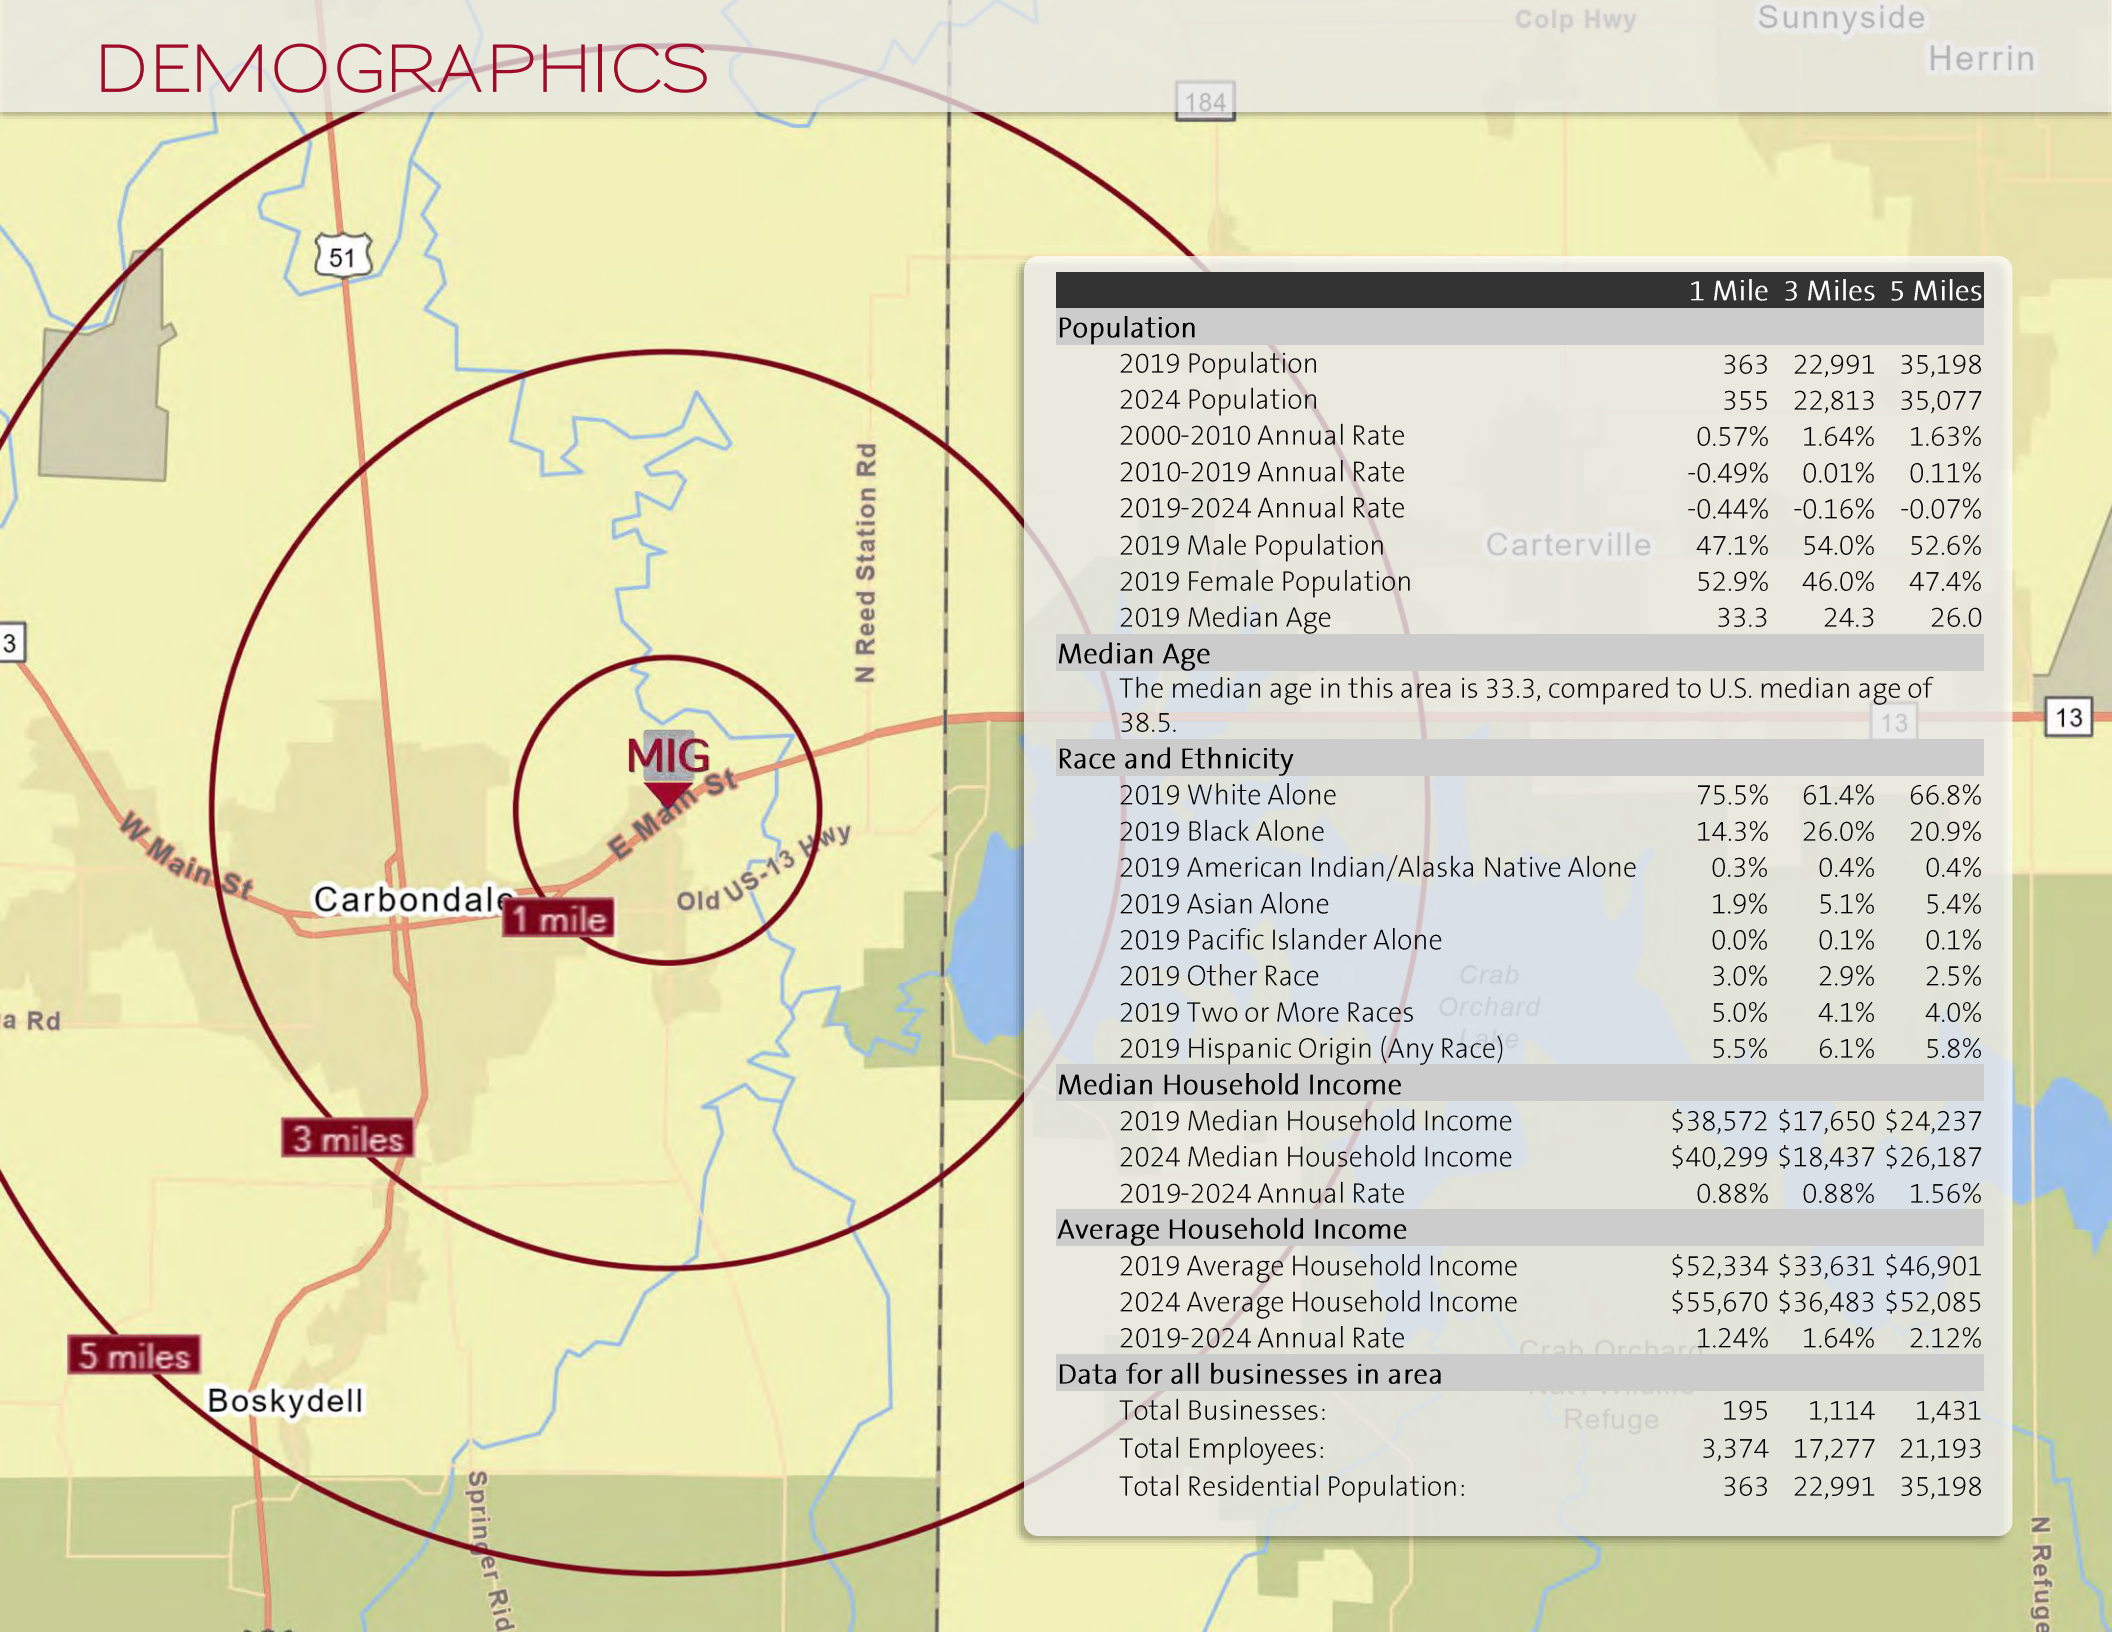 DEMOGRAPHICS
Colp Hwy
Sunnyside
Herrin
184
51
1 Mile 3 Miles 5 Miles
Population
2019 Population 363 22,991 35,198
2024 Population 355 22,813 35,077
2000-2010 Annual Rate 0.57% 1.64% 1.63%
2010-2019 Annual Rate -0.49% 0.01% 0.11%
2019-2024 Annual Rate -0.44% -0.16% -0.07%
2019 Male Population 47.1% 54.0% 52.6%
2019 Female Population 52.9% 46.0% 47.4%
2019 Median Age 33.3 24.3 26.0
Median Age
The median age in this area is 33.3, compared to U.S. median age of
38.5.
Race and Ethnicity
2019 White Alone 75.5% 61.4% 66.8%
2019 Black Alone 14.3% 26.0% 20.9%
2019 American Indian/Alaska Native Alone 0.3% 0.4% 0.4%
2019 Asian Alone 1.9% 5.1% 5.4%
2019 Pacific Islander Alone 0.0% 0.1% 0.1%
2019 Other Race 3.0% 2.9% 2.5%
2019 Two or More Races 5.0% 4.1% 4.0%
2019 Hispanic Origin (Any Race) 5.5% 6.1% 5.8%
Median Household Income
2019 Median Household Income $38,572 $17,650 $24,237
2024 Median Household Income $40,299 $18,437 $26,187
2019-2024 Annual Rate 0.88% 0.88% 1.56%
Average Household Income
2019 Average Household Income $52,334 $33,631 $46,901
2024 Average Household Income $55,670 $36,483 $52,085
2019-2024 Annual Rate 1.24% 1.64% 2.12%
Data for all businesses in area
Total Businesses: 195 1,114 1,431
Total Employees: 3,374 17,277 21,193
Total Residential Population: 363 22,991 35,198
Carterville
13
13
Crab
Orchard
Lake
Crab Orchard
Refuge
N Refuge
N Reed Station Rd
3
MIG
E Main St
W Main St
Old US-13 Hwy
Carbondale
1 mile
a Rd
3 miles
5 miles
Boskydell
Springer Rid